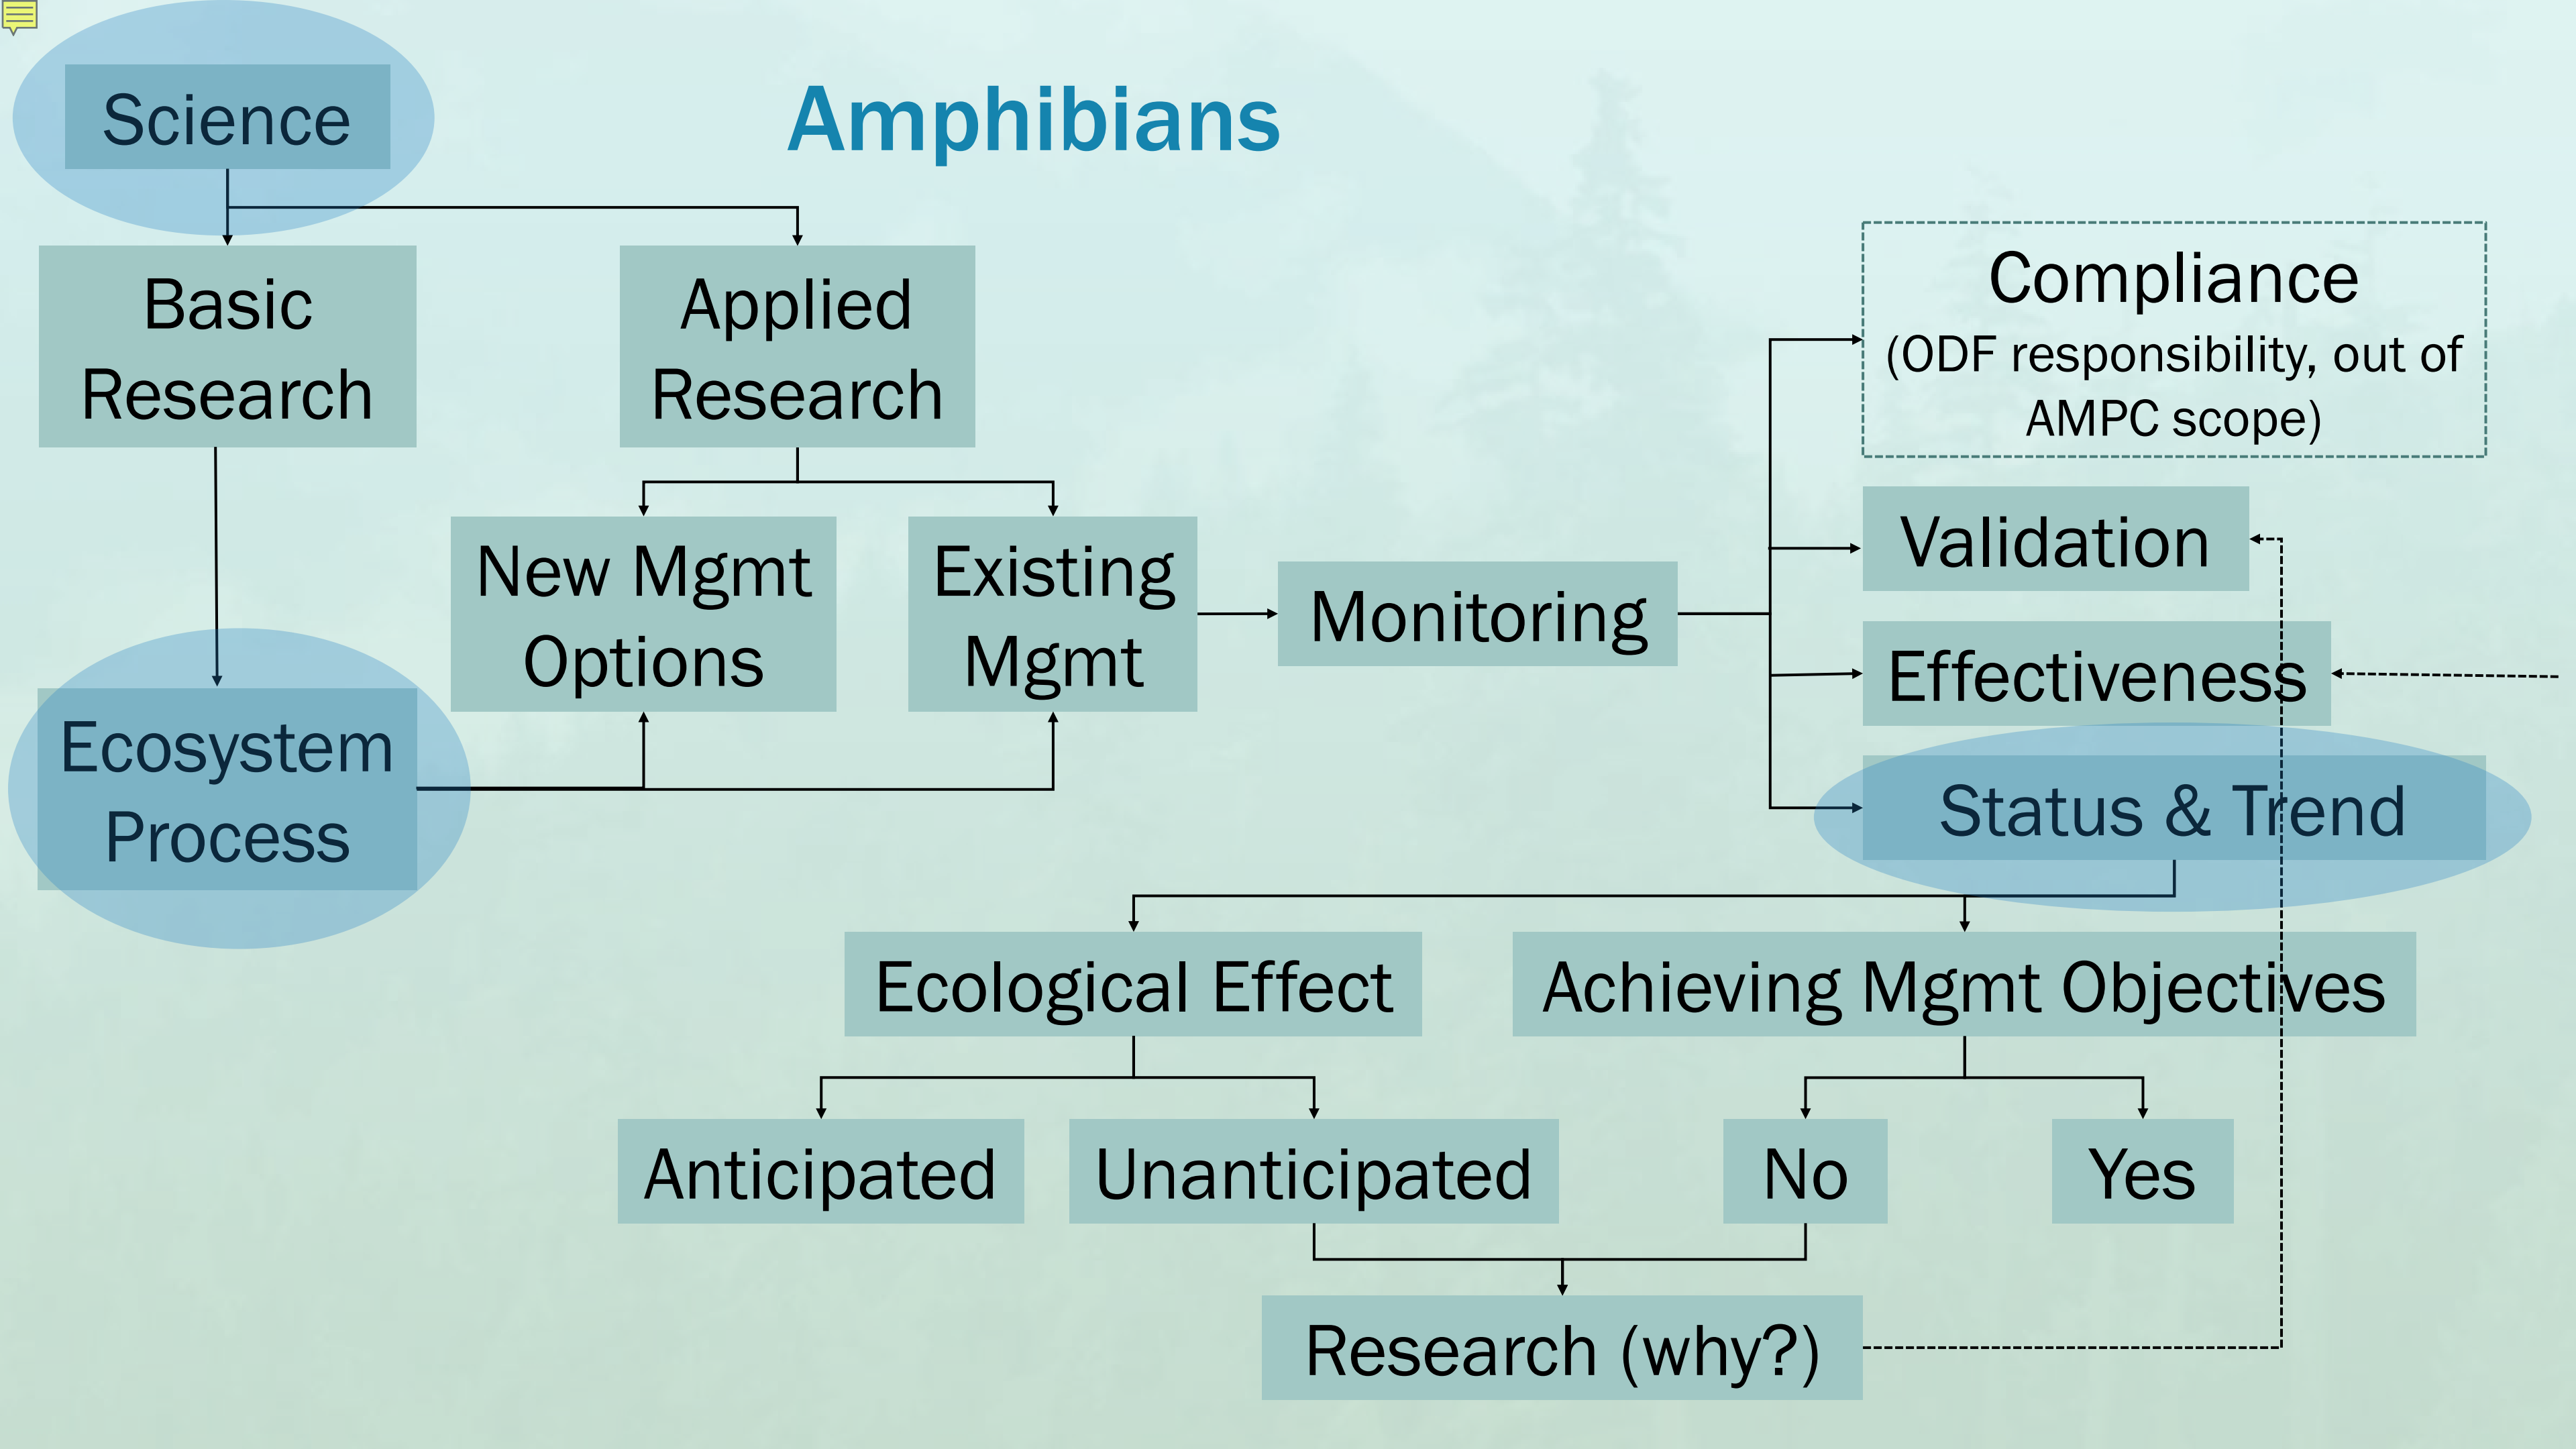 Science
Amphibians
Basic
Research
Applied
Research
Compliance
(ODF responsibility, out of
AMPC scope)
New Mgmt
Options
Existing
Mgmt
Monitoring
Validation
Effectiveness
Status & Trend
Ecosystem
Process
Ecological Effect
Achieving Mgmt Objectives
Anticipated
Unanticipated
No
Yes
Research (why?)